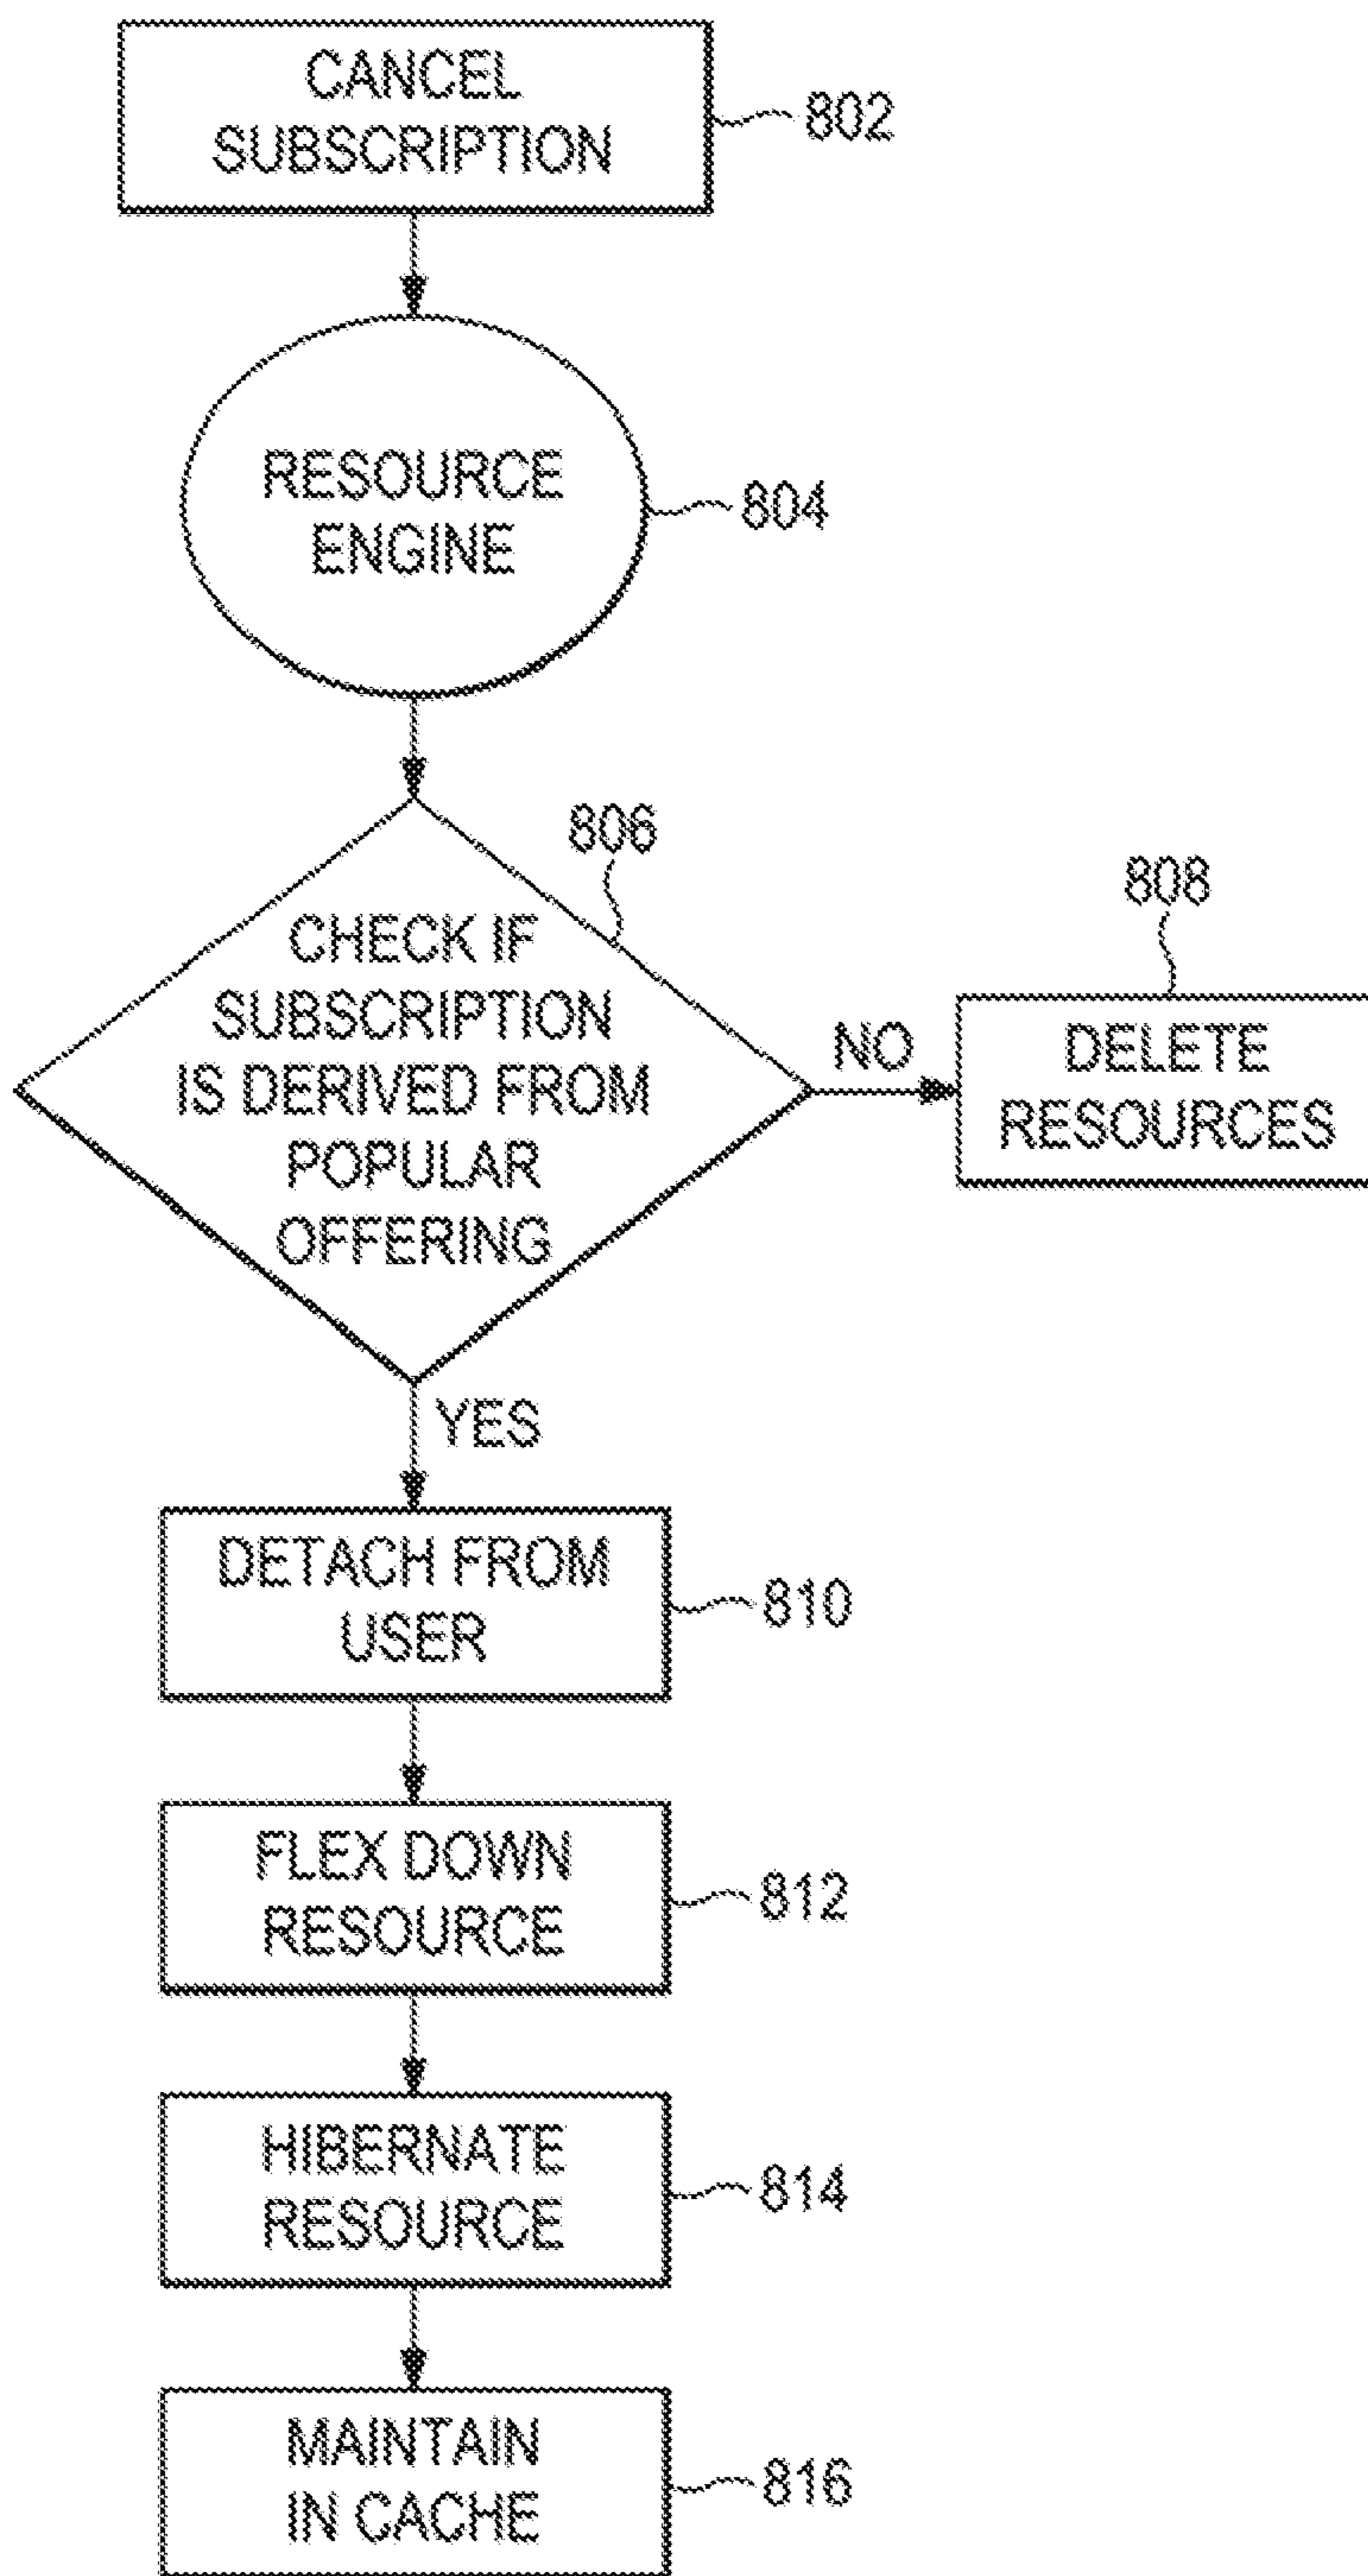 CANCEL
SUBSCRIPTION
802
RESOURCE
ENGINE
804
806
CHECK IF
SUBSCRIPTION
IS DERIVED FROM
POPULAR
OFFERING
NO
808
DELETE
RESOURCES
YES
DETACH FROM
USER
810
FLEX DOWN
RESOURCE
812
HIBERNATE
RESOURCE
814
MAINTAIN
IN CACHE
816